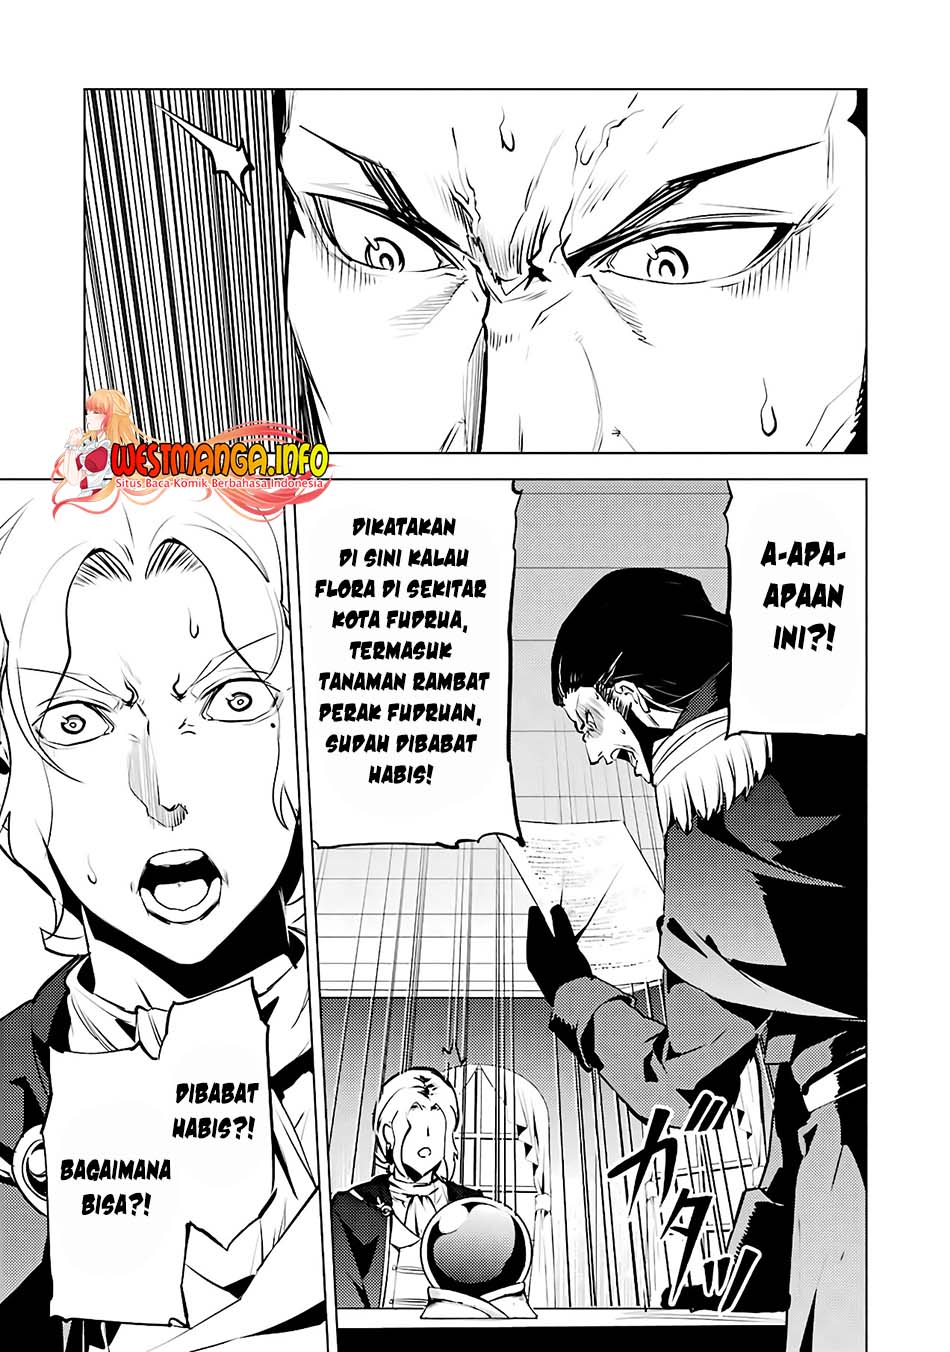 WESTMANGA.INFO
Situs Baca Komik Berbahasa Indonesia
A-APA-
APAAN
INI?!
DIKATAKAN
DI SINI KALAU
FLORA DI SEKITAR
KOTA FUDRUA,
TERMASUK
TANAMAN RAMBAT
PERAK FUDRUAN,
SUDAH DIBABAT
HABIS!
ガタッ
DIBABAT
HABIS?!
BAGAIMANA
BISA?!